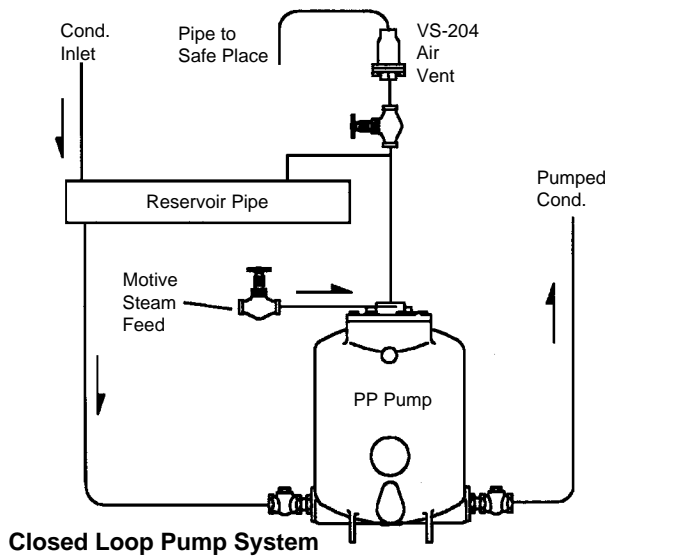 Cond.
Inlet
Pipe to
Safe Place
VS-204
Air
Vent
Reservoir Pipe
Pumped
Cond.
Motive
Steam
Feed
PP Pump
Closed Loop Pump System